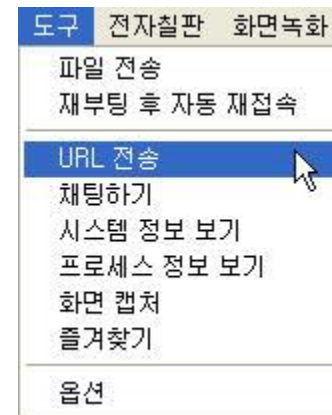 도구 전자칠판 화면녹화
파일 전송
재부팅 후 자동 재접속
URL 전송
채팅하기
시스템 정보 보기
프로세스 정보 보기
화면 캡처
즐겨찾기
옵션